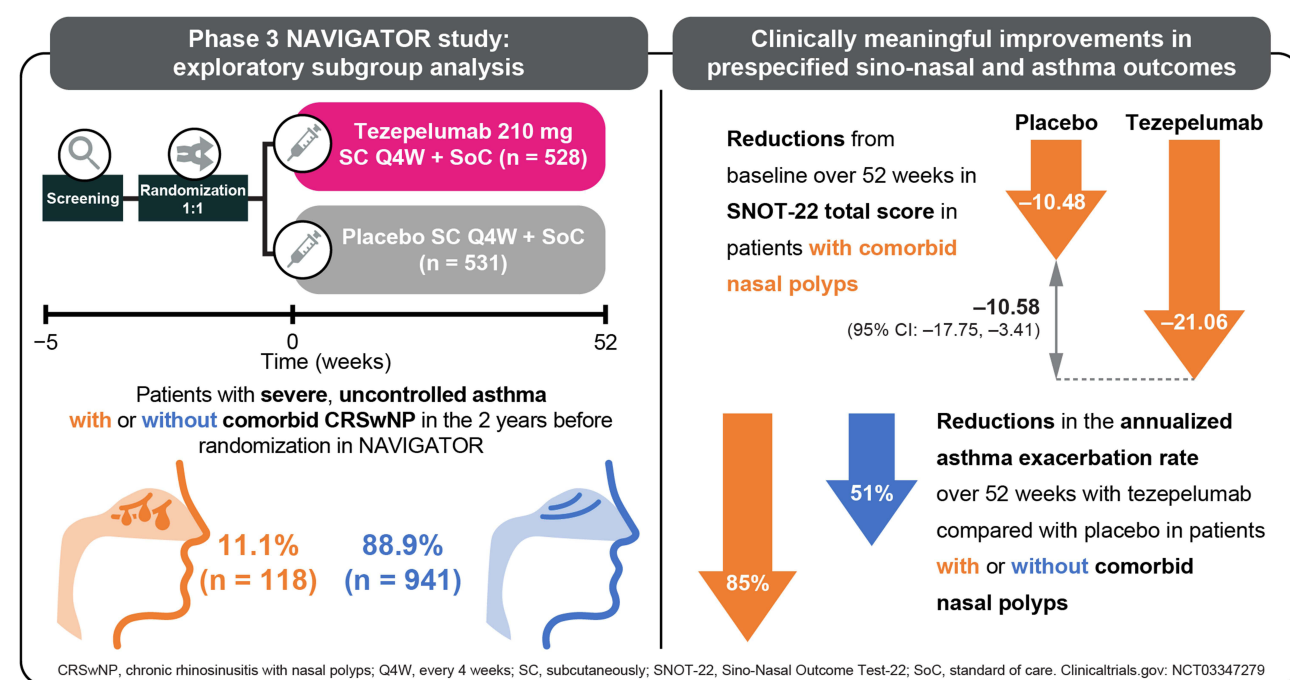 Phase 3 NAVIGATOR study:
exploratory subgroup analysis
Screening
Randomization
1:1
Tezepelumab 210 mg
SC Q4W + SoC (n = 528)
Placebo SC Q4W + SoC
(n = 531)
–5
0
52
Time (weeks)
Patients with severe, uncontrolled asthma
with or without comorbid CRSwNP in the 2 years before
randomization in NAVIGATOR
11.1%
(n = 118)
88.9%
(n = 941)
Clinically meaningful improvements in
prespecified sino-nasal and asthma outcomes
Reductions from
baseline over 52 weeks in
SNOT-22 total score in
patients with comorbid
nasal polyps
Placebo
Tezepelumab
–10.48
–21.06
–10.58
(95% CI: –17.75, –3.41)
85%
51%
Reductions in the annualized
asthma exacerbation rate
over 52 weeks with tezepelumab
compared with placebo in patients
with or without comorbid
nasal polyps
CRSwNP, chronic rhinosinusitis with nasal polyps; Q4W, every 4 weeks; SC, subcutaneously; SNOT-22, Sino-Nasal Outcome Test-22; SoC, standard of care. Clinicaltrials.gov: NCT03347279